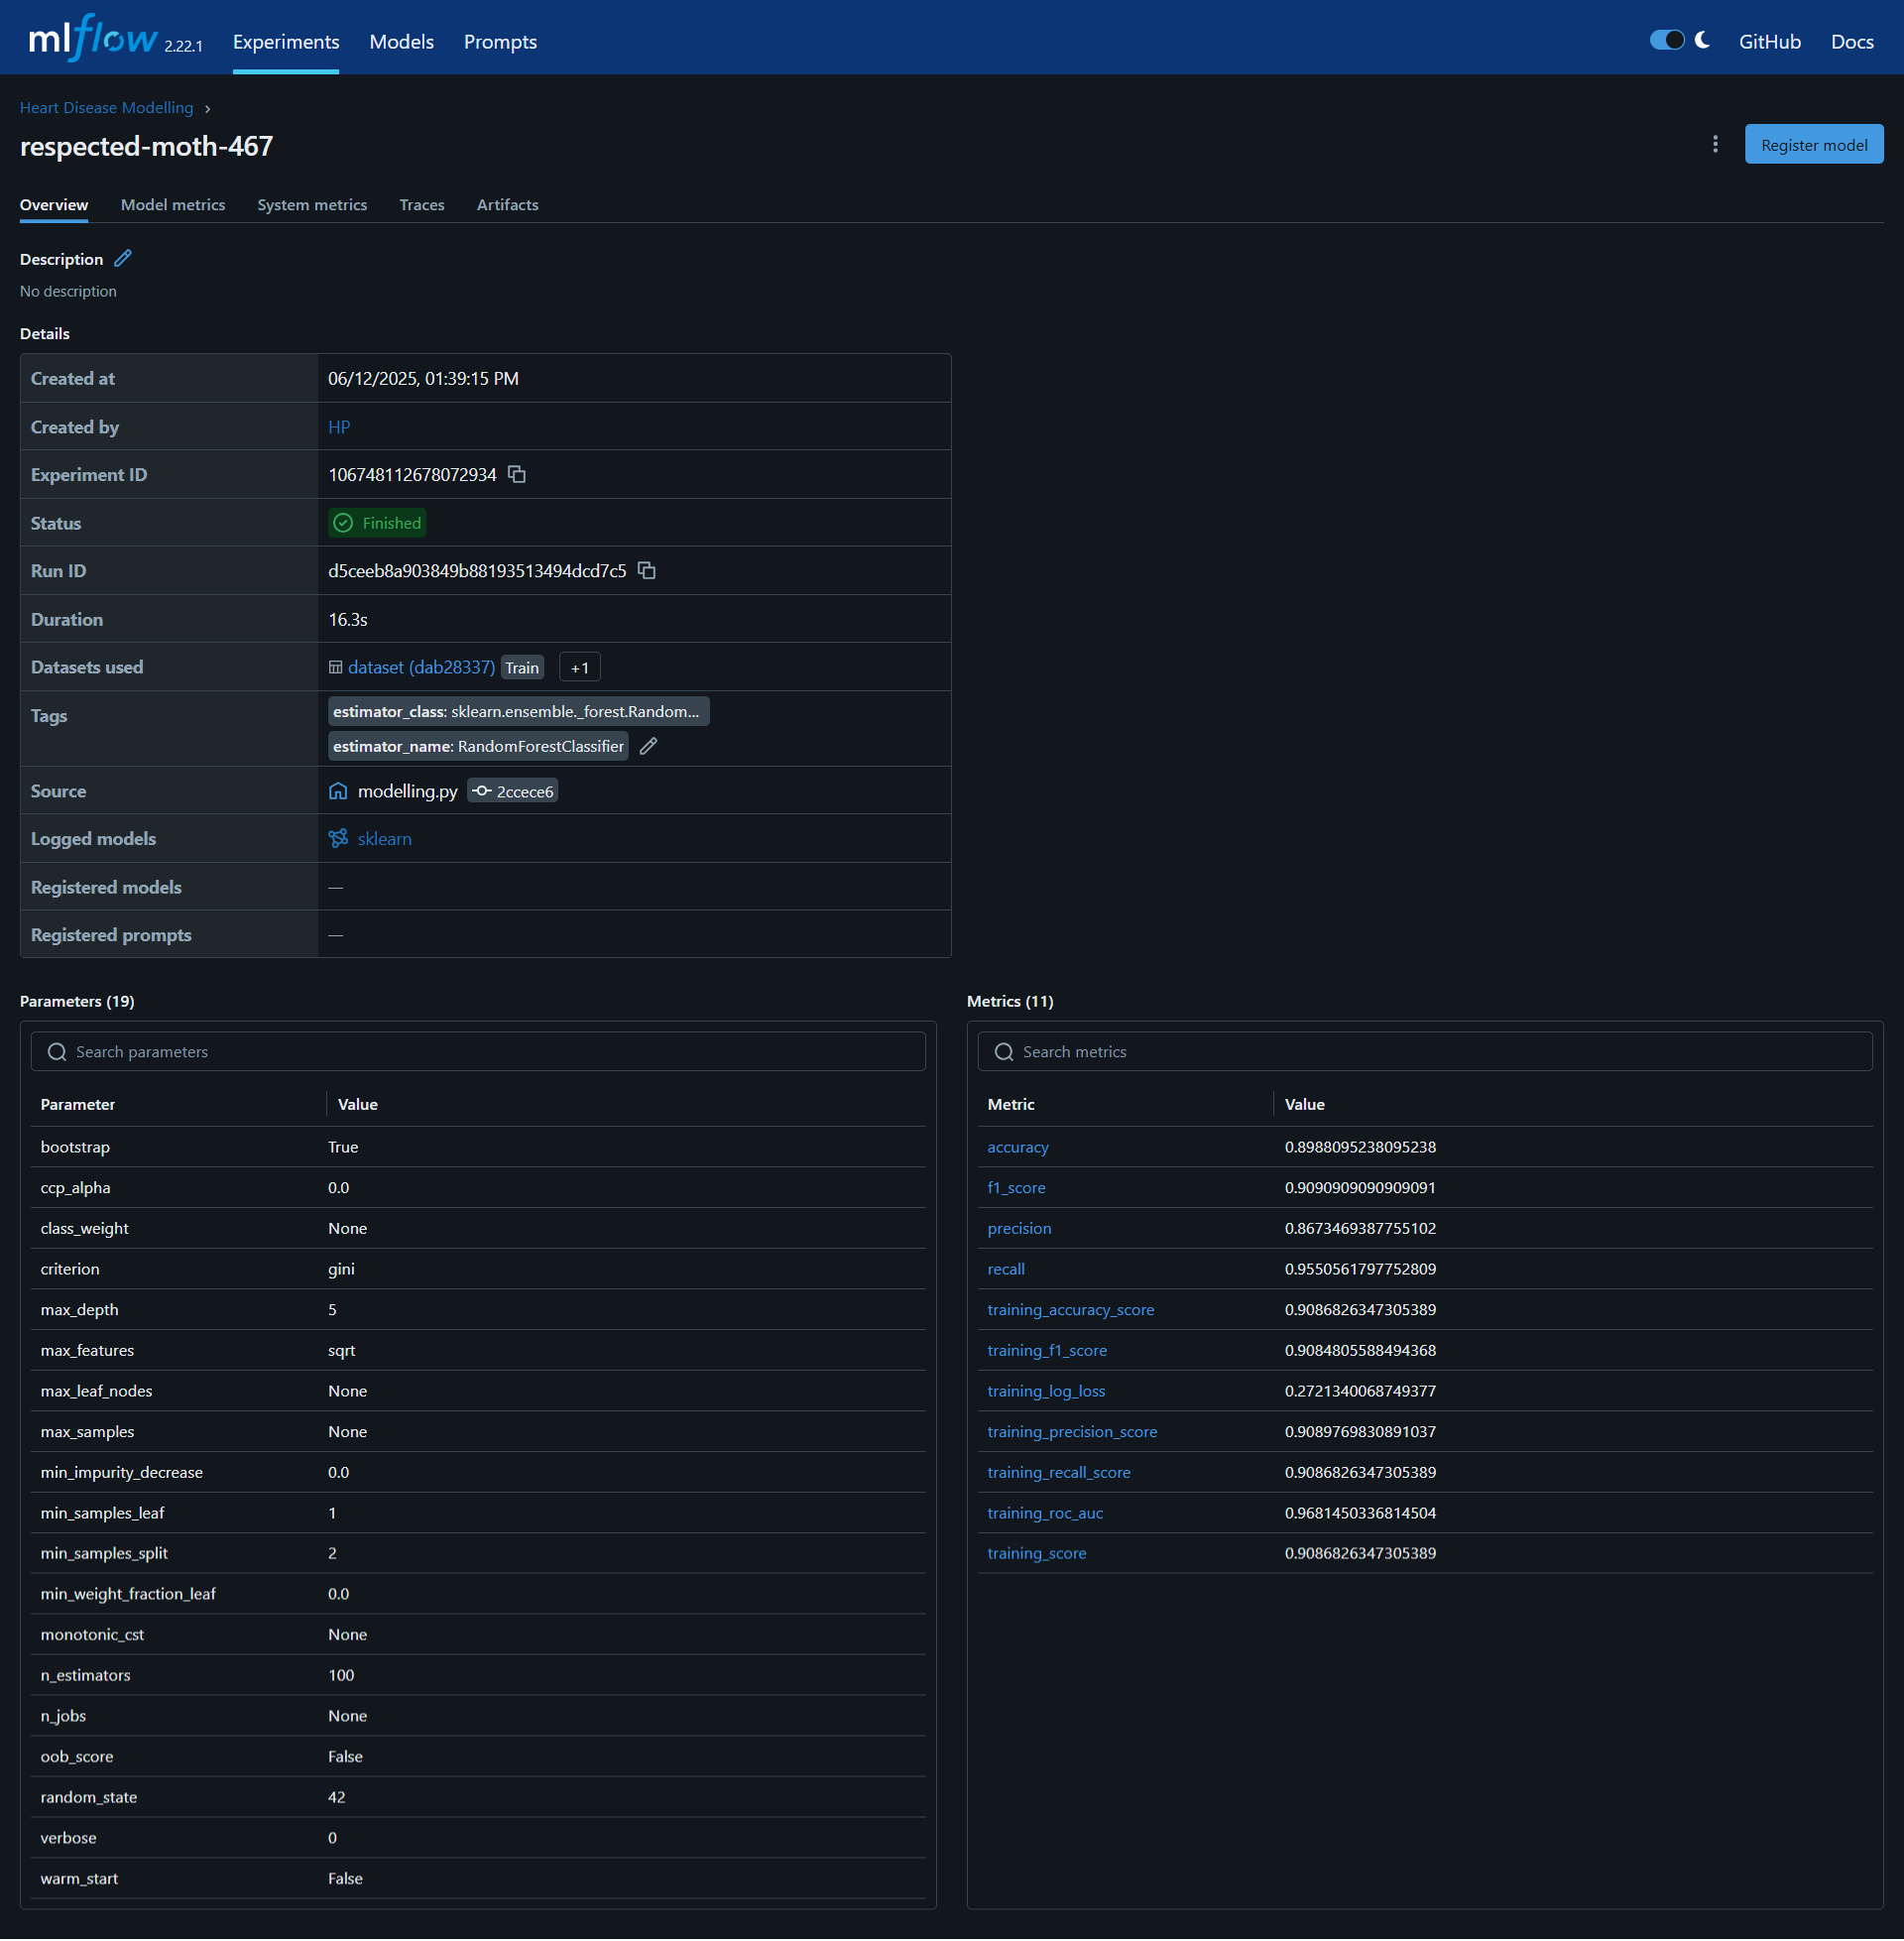 mlflow 2.22.1 Experiments Models Prompts GitHub Docs
Heart Disease Modelling
respected-moth-467
Register model
Overview Model metrics System metrics Traces Artifacts
Description
No description
Details
Created at 06/12/2025, 01:39:15 PM
Created by HP
Experiment ID 106748112678072934
Status Finished
Run ID d5ceeb8a903849b88193513494dcd7c5
Duration 16.3s
Datasets used dataset (dab28337) Train +1
Tags estimator_class: sklearn.ensemble._forest.Random...
estimator_name: RandomForestClassifier
Source modelling.py 2ccece6
Logged models sklearn
Registered models —
Registered prompts —
Parameters (19)
Search parameters
Parameter Value
bootstrap True
ccp_alpha 0.0
class_weight None
criterion gini
max_depth 5
max_features sqrt
max_leaf_nodes None
max_samples None
min_impurity_decrease 0.0
min_samples_leaf 1
min_samples_split 2
min_weight_fraction_leaf 0.0
monotonic_cst None
n_estimators 100
n_jobs None
oob_score False
random_state 42
verbose 0
warm_start False
Metrics (11)
Search metrics
Metric Value
accuracy 0.8988095238095238
f1_score 0.9090909090909091
precision 0.8673469387755102
recall 0.9550561797752809
training_accuracy_score 0.9086826347305389
training_f1_score 0.9084805588494368
training_log_loss 0.2721340068749377
training_precision_score 0.9089769830891037
training_recall_score 0.9086826347305389
training_roc_auc 0.9681450336814504
training_score 0.9086826347305389